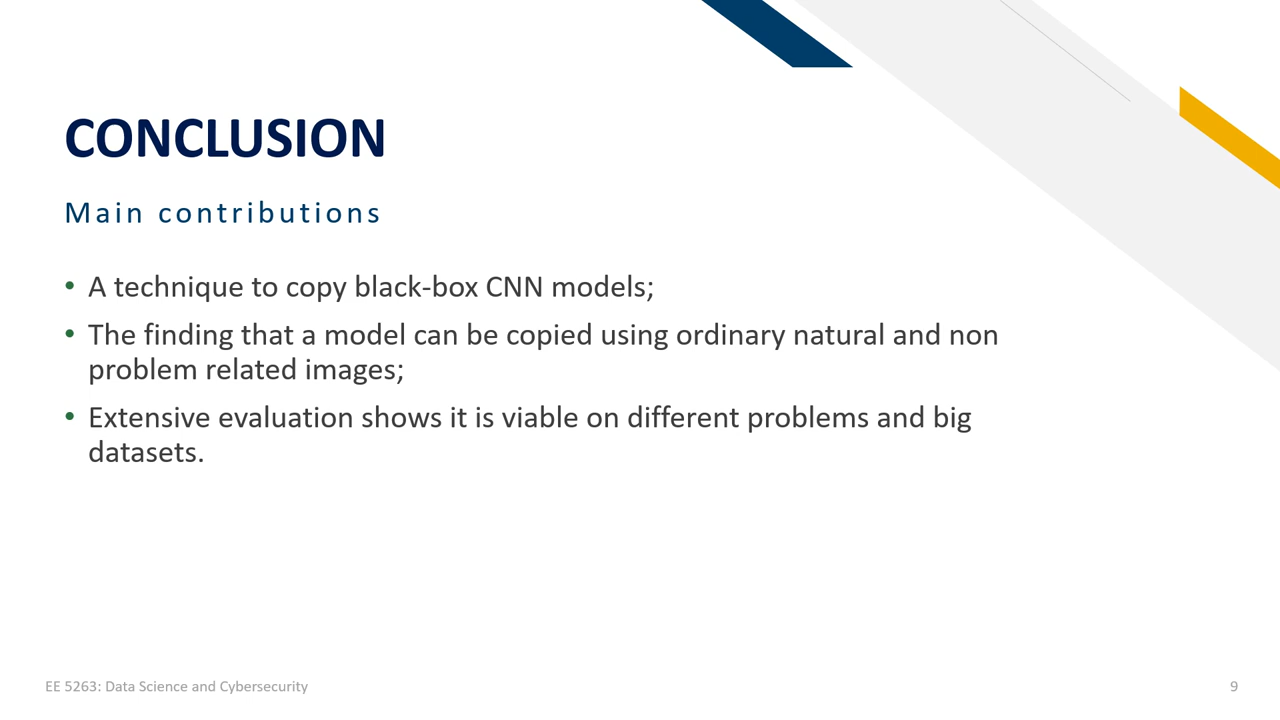 CONCLUSION
Main contributions
• A technique to copy black-box CNN models;
• The finding that a model can be copied using ordinary natural and non
problem related images;
• Extensive evaluation shows it is viable on different problems and big
datasets.
EE 5263: Data Science and Cybersecurity
9